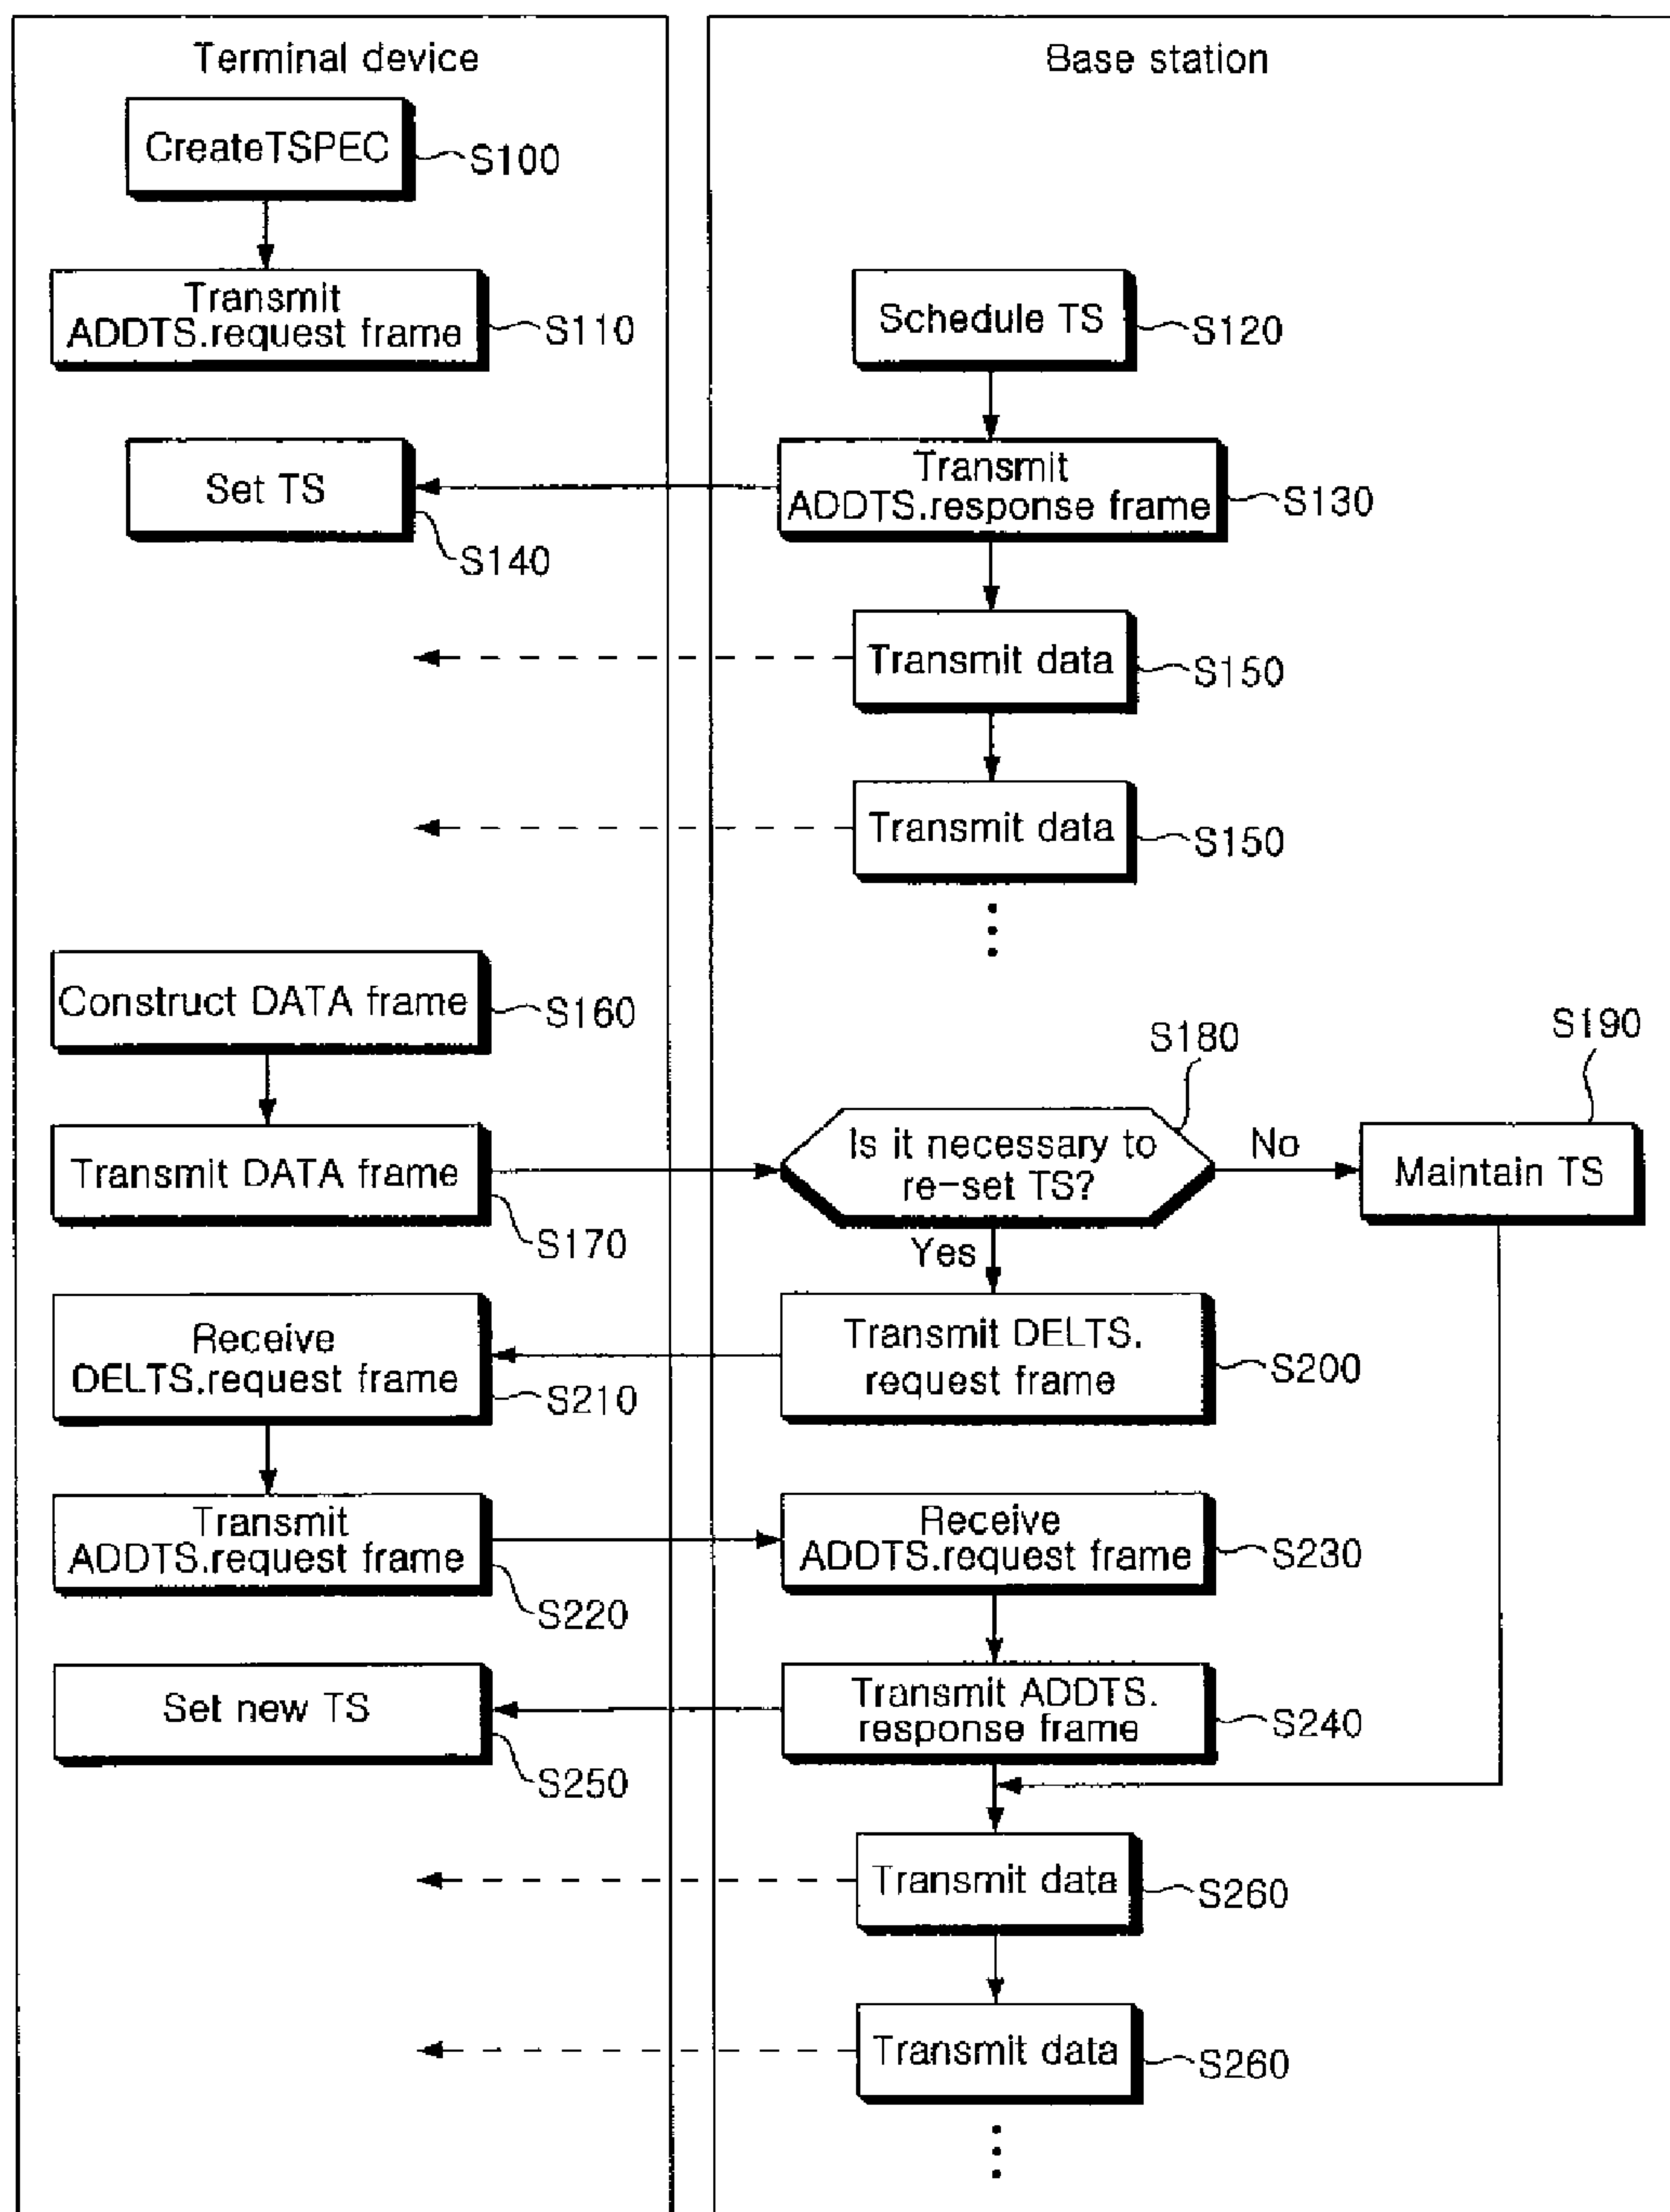 Terminal device
Base station
CreateTSPEC
S100
Transmit
ADDTS.request frame
S110
Schedule TS
S120
Set TS
S140
Transmit
ADDTS.response frame
S130
Transmit data
S150
Transmit data
S150
Construct DATA frame
S160
S180
S190
Transmit DATA frame
S170
Is it necessary to
re-set TS?
No
Maintain TS
Yes
Receive
DELTS.request frame
S210
Transmit DELTS.
request frame
S200
Transmit
ADDTS.request frame
S220
Receive
ADDTS.request frame
S230
Set new TS
S250
Transmit ADDTS.
response frame
S240
Transmit data
S260
Transmit data
S260